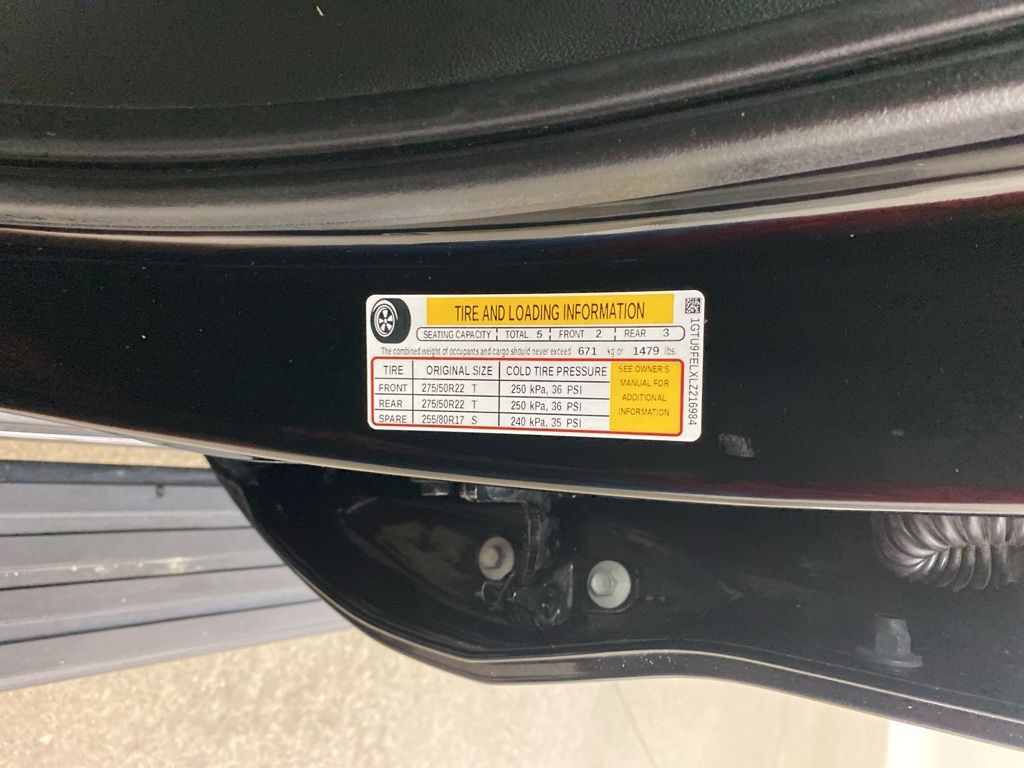 TIRE AND LOADING INFORMATION
SEATING CAPACITY TOTAL 5 FRONT 2 REAR 3
The combined weight of occupants and cargo should never exceed 671 kg or 1479 lbs.
TIRE ORIGINAL SIZE COLD TIRE PRESSURE
FRONT 275/50R22 T 250 kPa, 36 PSI
REAR 275/50R22 T 250 kPa, 36 PSI
SPARE 255/80R17 S 240 kPa, 35 PSI
SEE OWNER'S
MANUAL FOR
ADDITIONAL
INFORMATION
1GTU9FELXLZ216984